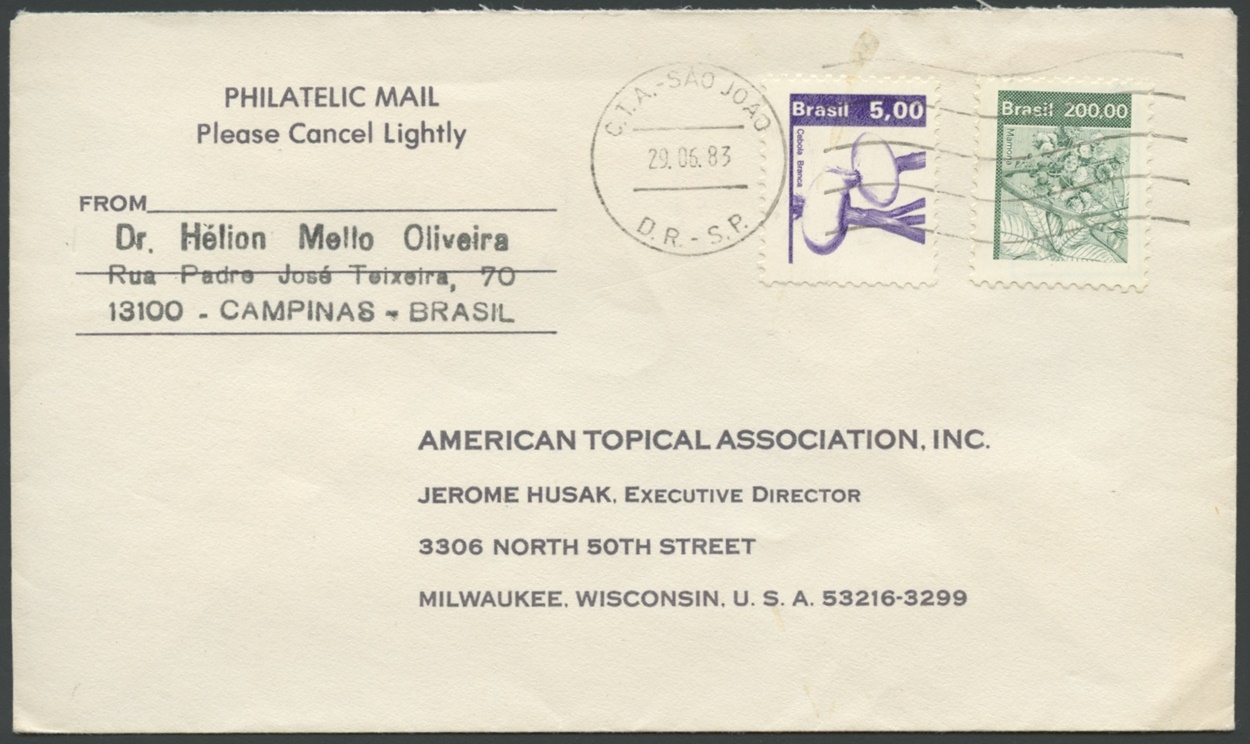 PHILATELIC MAIL
Please Cancel Lightly
FROM
Dr. Hélion Mello Oliveira
Rua Padre José Teixeira, 70
13100 - CAMPINAS - BRASIL
C.T.A.-SÃO JOÃO
29.06.83
D.R.-S.P.
Brasil 5,00
Cebola Branca
Brasil 200,00
Mamona
AMERICAN TOPICAL ASSOCIATION, INC.
JEROME HUSAK, EXECUTIVE DIRECTOR
3306 NORTH 50TH STREET
MILWAUKEE, WISCONSIN, U. S. A. 53216-3299